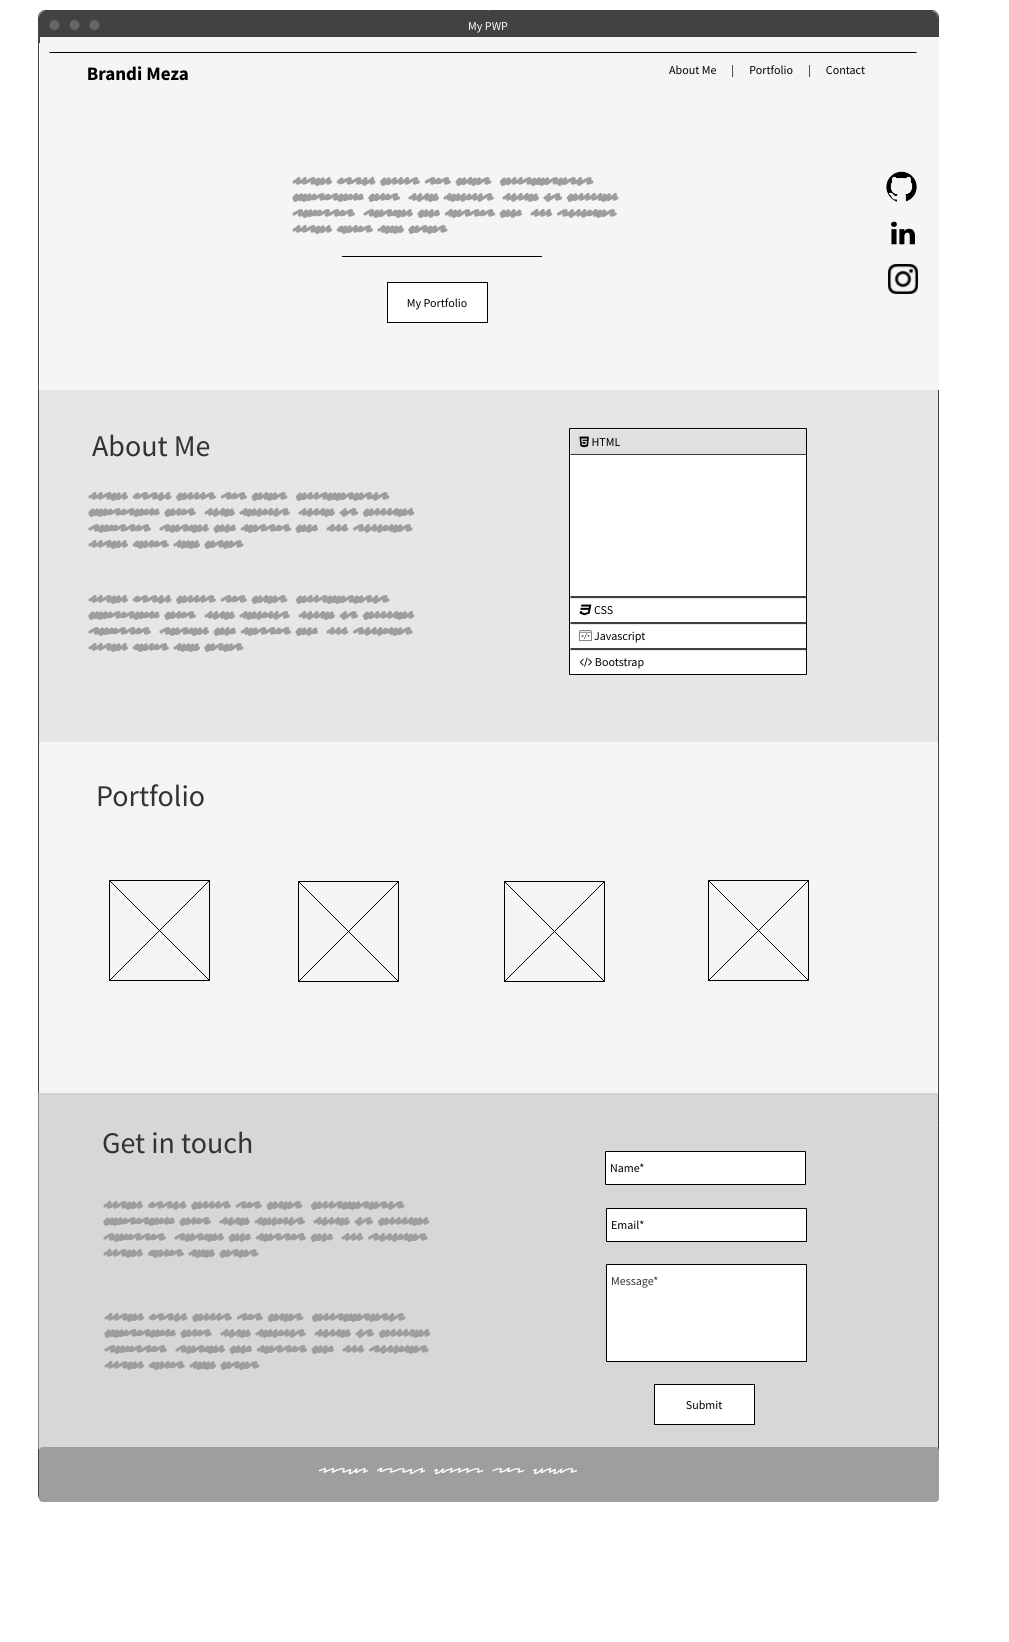 My PWP
Brandi Meza
About Me | Portfolio | Contact
My Portfolio
in
About Me
HTML
CSS
Javascript
</> Bootstrap
Portfolio
Get in touch
Name*
Email*
Message*
Submit